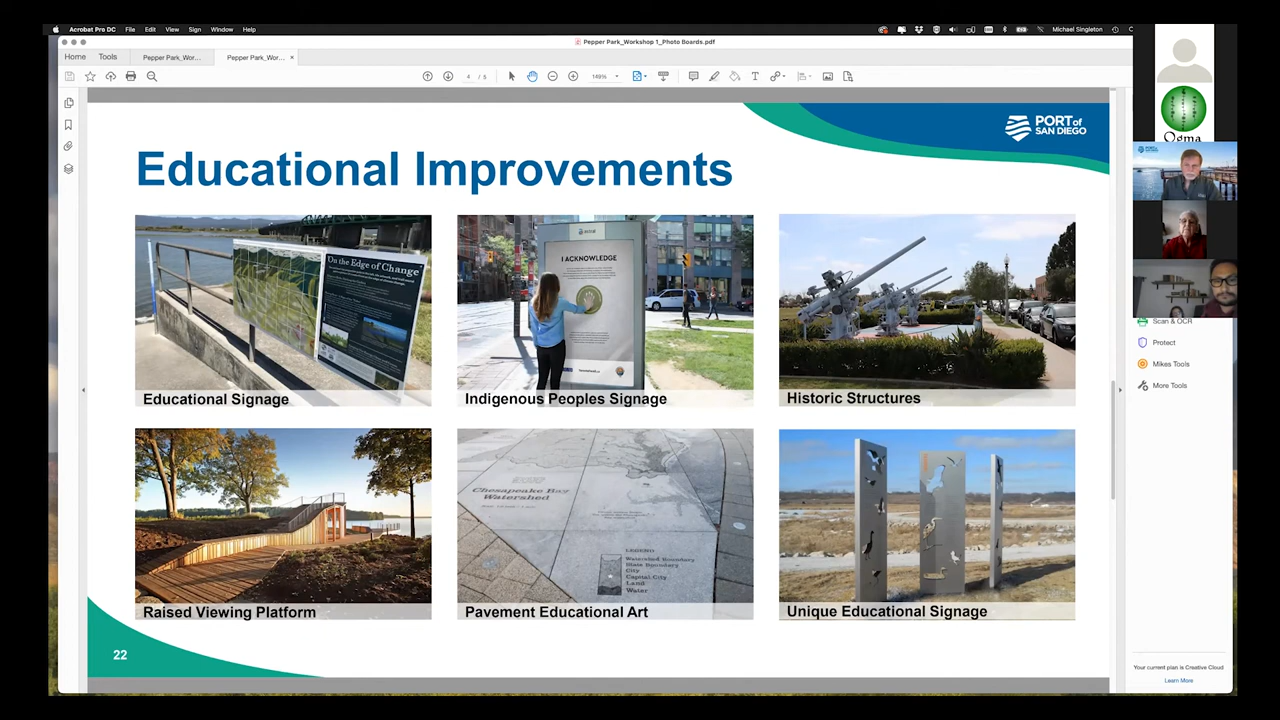 Acrobat Pro DC File Edit View Sign Window Help
Michael Singleton
Pepper Park_Workshop 1_Photo Boards.pdf
Home Tools Pepper Park_Wor... Pepper Park_Wor... ×
4 / 5
149%
PORT of
SAN DIEGO
Ogma
Educational Improvements
On the Edge of Change
I ACKNOWLEDGE
Educational Signage
Indigenous Peoples Signage
Historic Structures
Chesapeake Bay
Watershed
LEGEND
Watershed Boundary
State Boundary
City
Capital City
Land
Water
Raised Viewing Platform
Pavement Educational Art
Unique Educational Signage
22
Scan & OCR
Protect
Mikes Tools
More Tools
Your current plan is Creative Cloud
Learn More